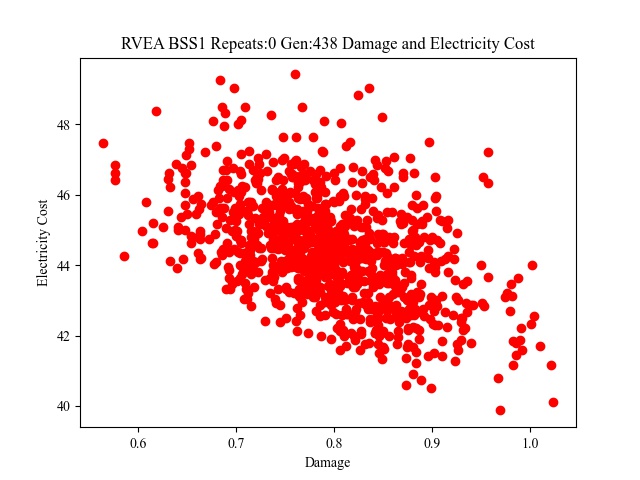 RVEA BSS1 Repeats:0 Gen:438 Damage and Electricity Cost
48
46
44
42
40
Electricity Cost
0.6 0.7 0.8 0.9 1.0
Damage